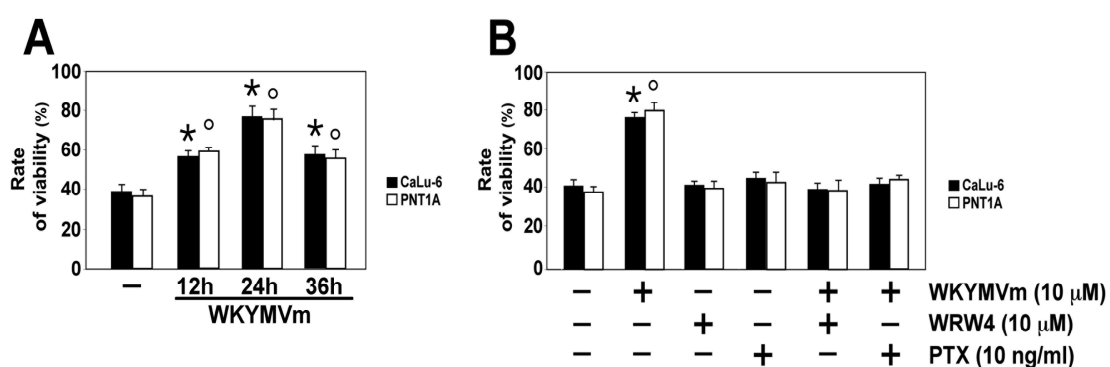 A
Rate
of viability (%)
100
80
60
40
20
0
* ° * ° * °
CaLu-6
PNT1A
– 12h 24h 36h
WKYMVm
B
Rate
of viability (%)
100
80
60
40
20
0
* °
CaLu-6
PNT1A
– + – – + + WKYMVm (10 µM)
– – + – + – WRW4 (10 µM)
– – – + – + PTX (10 ng/ml)